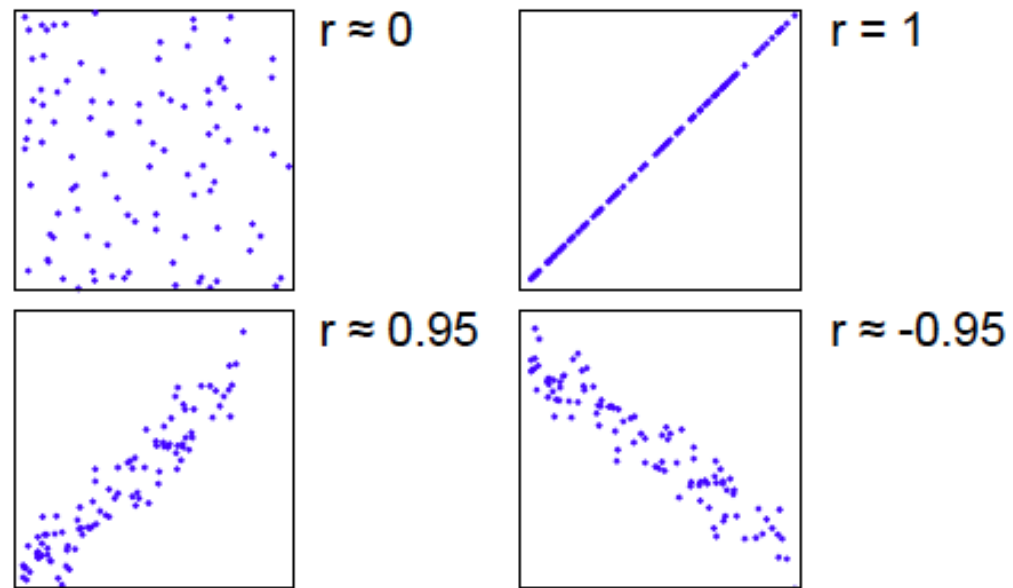 r ≈ 0
r = 1
r ≈ 0.95
r ≈ -0.95